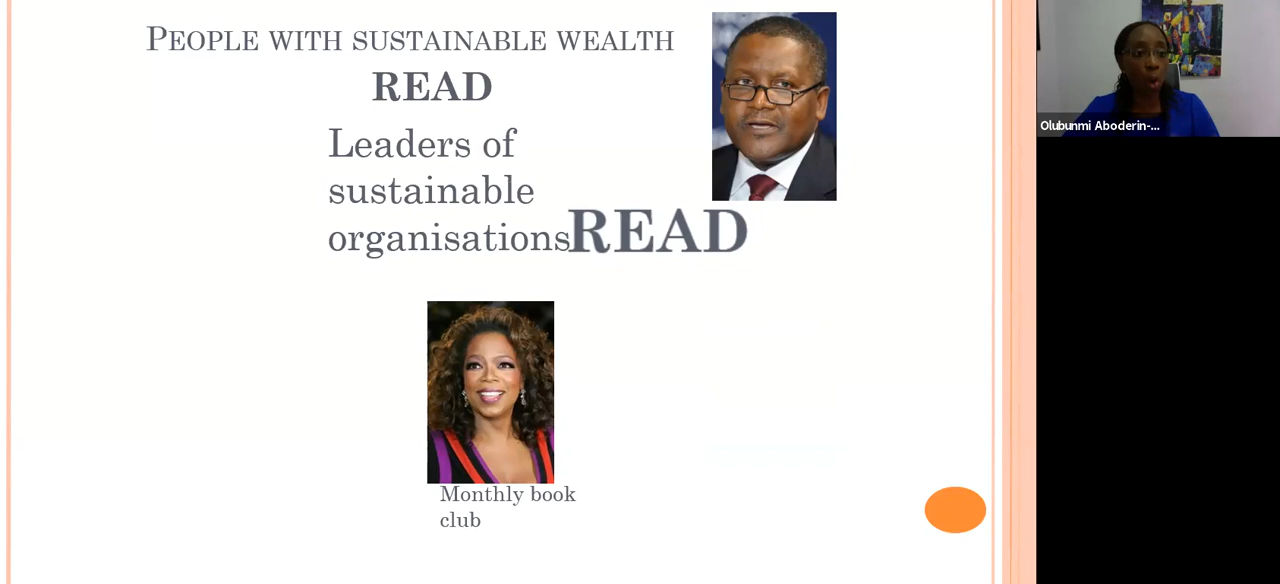 PEOPLE WITH SUSTAINABLE WEALTH
READ
Leaders of
sustainable
organisations READ
Monthly book
club
Olubunmi Aboderin-...